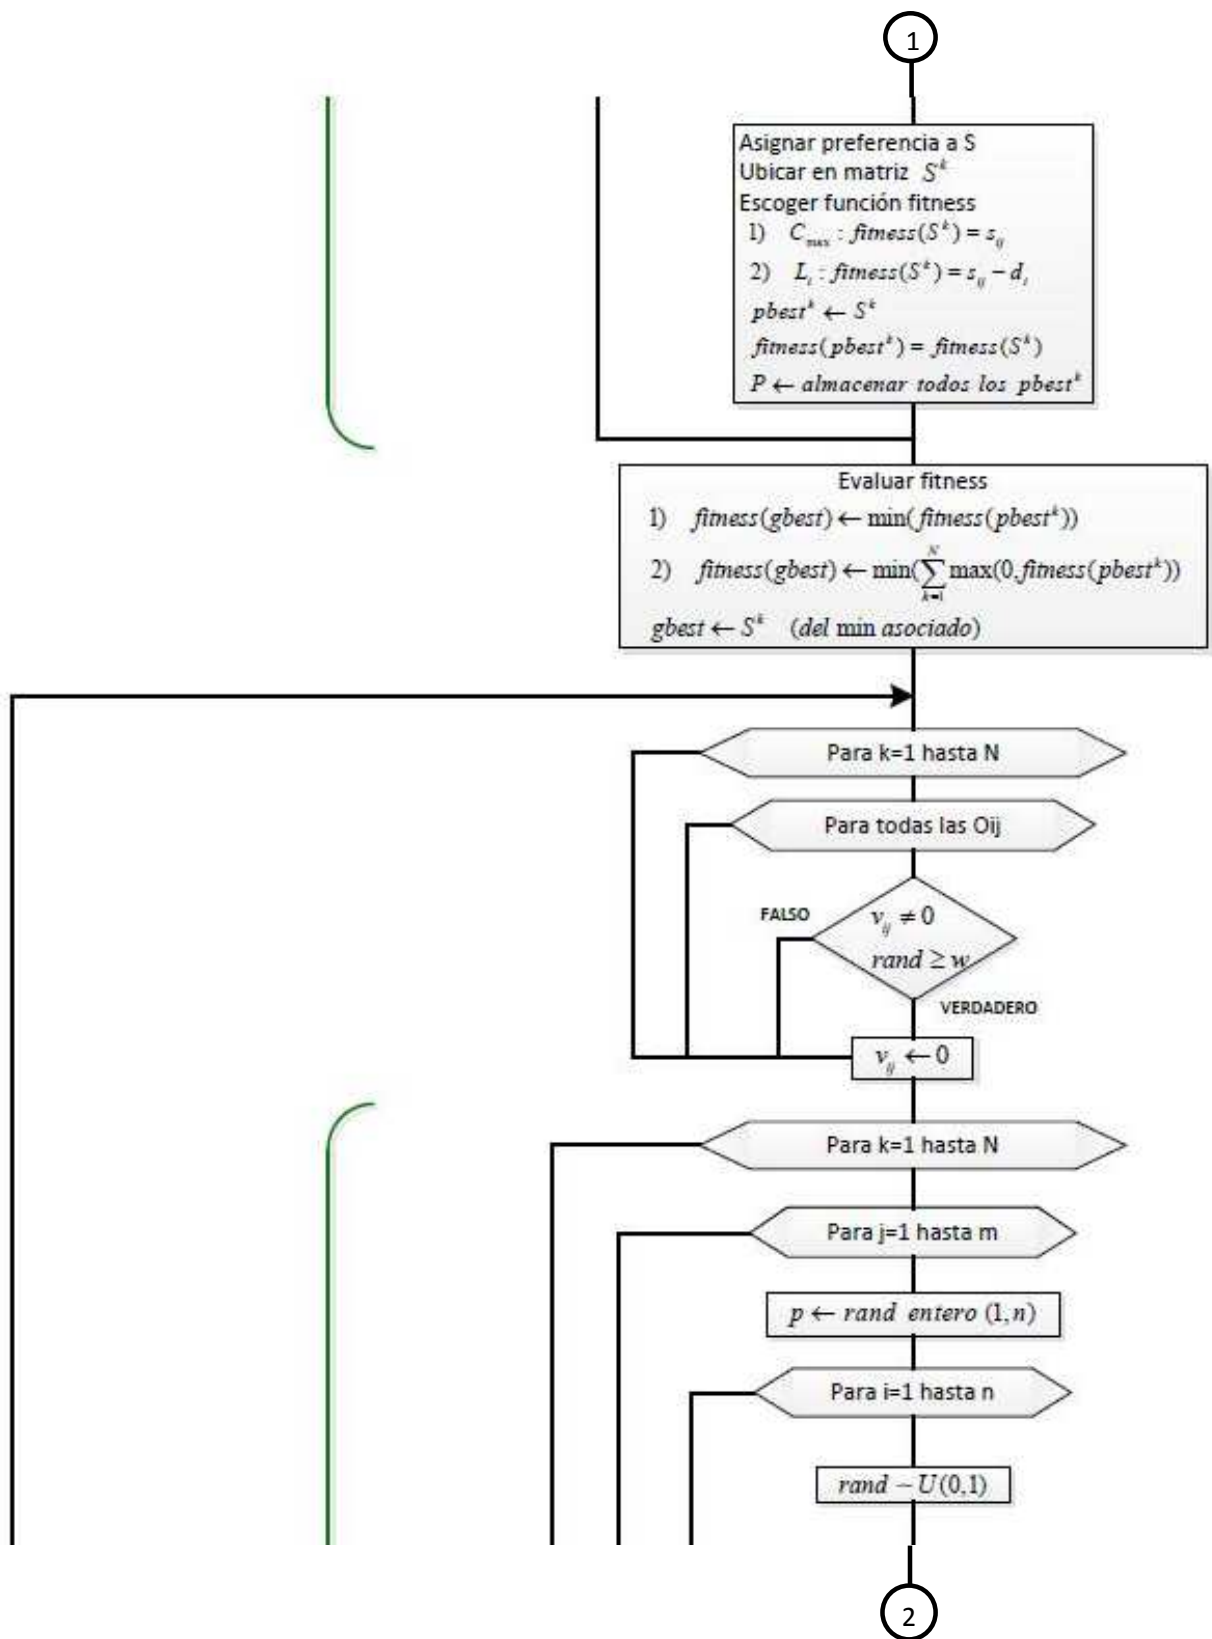 1
Asignar preferencia a S
Ubicar en matriz S^k
Escoger función fitness
1) C_max : fitness(S^k) = s_ij
2) L_i : fitness(S^k) = s_ij − d_i
pbest^k ← S^k
fitness(pbest^k) = fitness(S^k)
P ← almacenar todos los pbest^k
Evaluar fitness
1) fitness(gbest) ← min(fitness(pbest^k))
2) fitness(gbest) ← min(∑_{k=1}^{N} max(0,fitness(pbest^k))
gbest ← S^k (del min asociado)
Para k=1 hasta N
Para todas las Oij
FALSO
v_ij ≠ 0
rand ≥ w
VERDADERO
v_ij ← 0
Para k=1 hasta N
Para j=1 hasta m
p ← rand entero (1,n)
Para i=1 hasta n
rand ~ U(0,1)
2